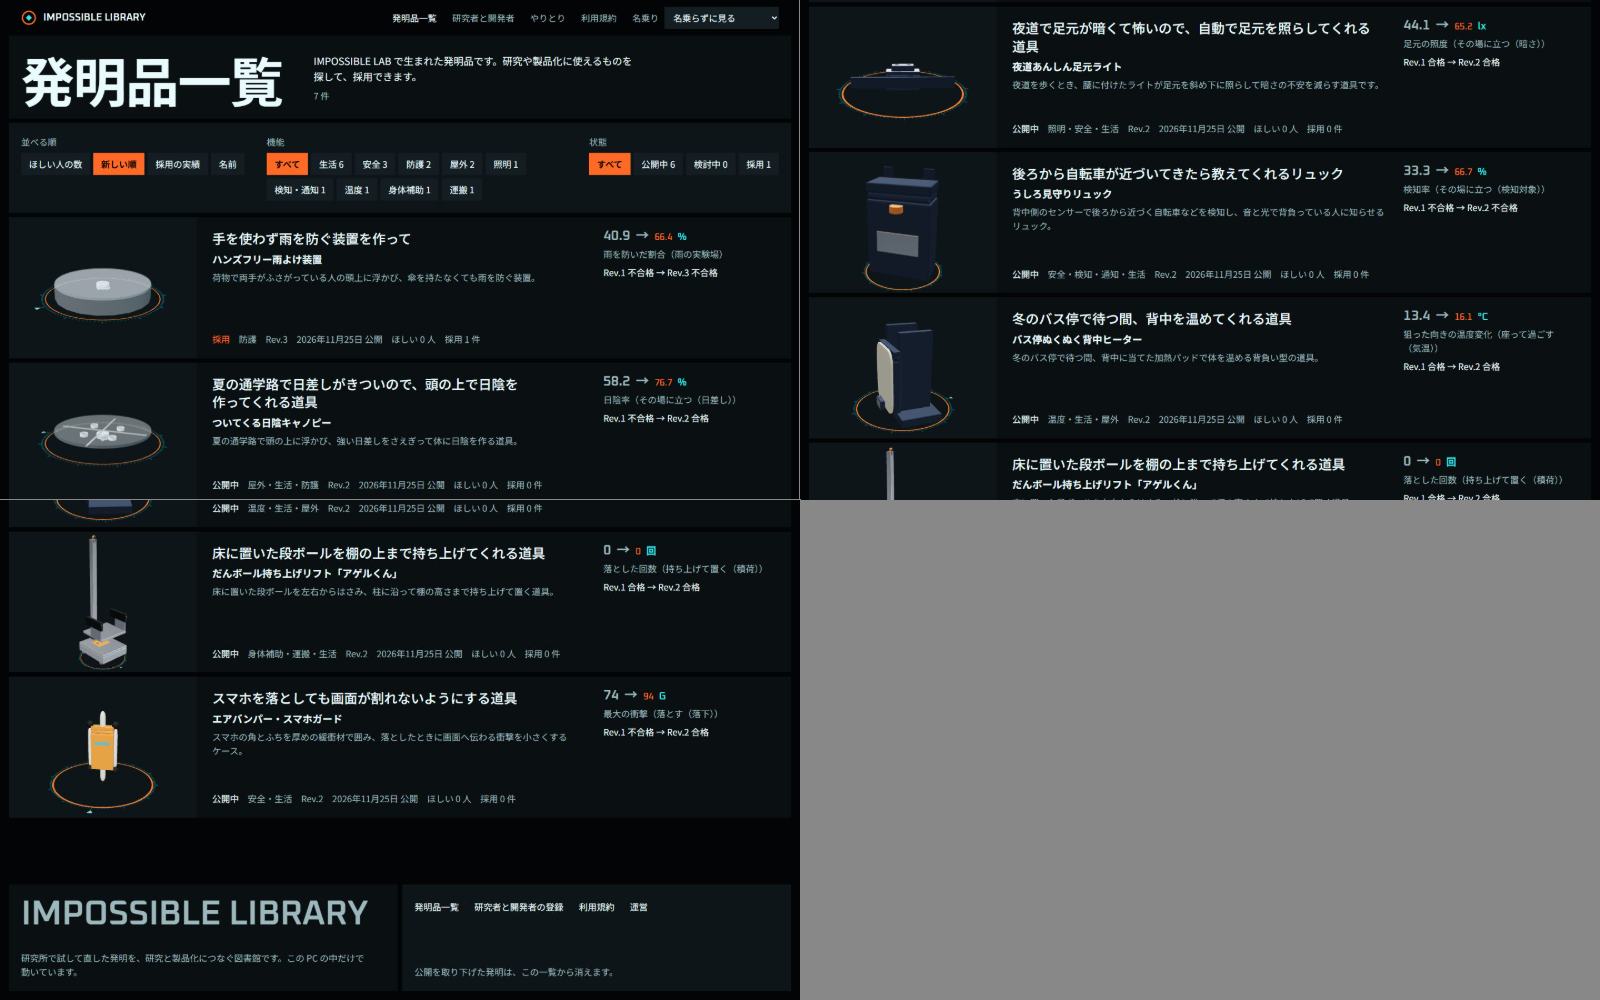 IMPOSSIBLE LIBRARY
発明品一覧 研究者と開発者 やりとり 利用規約 名乗り 名乗らずに見る
発明品一覧
IMPOSSIBLE LAB で生まれた発明品です。研究や製品化に使えるものを
探して、採用できます。
7 件
並べる順
ほしい人の数 新しい順 採用の実績 名前
機能
すべて 生活 6 安全 3 防護 2 屋外 2 照明 1
検知・通知 1 温度 1 身体補助 1 運搬 1
状態
すべて 公開中 6 検討中 0 採用 1
手を使わず雨を防ぐ装置を作って
ハンズフリー雨よけ装置
荷物で両手がふさがっている人の頭上に浮かび、傘を持たなくても雨を防ぐ装置。
採用 防護 Rev.3 2026年11月25日 公開 ほしい 0 人 採用 1 件
40.9 → 66.4 %
雨を防いだ割合（雨の実験場）
Rev.1 不合格 → Rev.3 不合格
夏の通学路で日差しがきついので、頭の上で日陰を
作ってくれる道具
ついてくる日陰キャノピー
夏の通学路で頭の上に浮かび、強い日差しをさえぎって体に日陰を作る道具。
公開中 屋外・生活・防護 Rev.2 2026年11月25日 公開 ほしい 0 人 採用 0 件
58.2 → 76.7 %
日陰率（その場に立つ（日差し））
Rev.1 不合格 → Rev.2 合格
夜道で足元が暗くて怖いので、自動で足元を照らしてくれる
道具
夜道あんしん足元ライト
夜道を歩くとき、腰に付けたライトが足元を斜め下に照らして暗さの不安を減らす道具です。
公開中 照明・安全・生活 Rev.2 2026年11月25日 公開 ほしい 0 人 採用 0 件
44.1 → 65.2 lx
足元の照度（その場に立つ（暗さ））
Rev.1 合格 → Rev.2 合格
後ろから自転車が近づいてきたら教えてくれるリュック
うしろ見守りリュック
背中側のセンサーで後ろから近づく自転車などを検知し、音と光で背負っている人に知らせる
リュック。
公開中 安全・検知・通知・生活 Rev.2 2026年11月25日 公開 ほしい 0 人 採用 0 件
33.3 → 66.7 %
検知率（その場に立つ（検知対象））
Rev.1 不合格 → Rev.2 不合格
冬のバス停で待つ間、背中を温めてくれる道具
バス停ぬくぬく背中ヒーター
冬のバス停で待つ間、背中に当てた加熱パッドで体を温める背負い型の道具。
公開中 温度・生活・屋外 Rev.2 2026年11月25日 公開 ほしい 0 人 採用 0 件
13.4 → 16.1 °C
狙った向きの温度変化（座って過ごす
（気温））
Rev.1 合格 → Rev.2 合格
床に置いた段ボールを棚の上まで持ち上げてくれる道具
だんボール持ち上げリフト「アゲルくん」
0 → 0 回
落とした回数（持ち上げて置く（積荷））
Rev.1 合格 → Rev.2 合格
公開中 温度・生活・屋外 Rev.2 2026年11月25日 公開 ほしい 0 人 採用 0 件
床に置いた段ボールを棚の上まで持ち上げてくれる道具
だんボール持ち上げリフト「アゲルくん」
床に置いた段ボールを左右からはさみ、柱に沿って棚の高さまで持ち上げて置く道具。
公開中 身体補助・運搬・生活 Rev.2 2026年11月25日 公開 ほしい 0 人 採用 0 件
0 → 0 回
落とした回数（持ち上げて置く（積荷））
Rev.1 合格 → Rev.2 合格
スマホを落としても画面が割れないようにする道具
エアバンパー・スマホガード
スマホの角とふちを厚めの緩衝材で囲み、落としたときに画面へ伝わる衝撃を小さくする
ケース。
公開中 安全・生活 Rev.2 2026年11月25日 公開 ほしい 0 人 採用 0 件
74 → 94 G
最大の衝撃（落とす（落下））
Rev.1 不合格 → Rev.2 合格
IMPOSSIBLE LIBRARY
研究所で試して直した発明を、研究と製品化につなぐ図書館です。この PC の中だけで
動いています。
発明品一覧 研究者と開発者の登録 利用規約 運営
公開を取り下げた発明は、この一覧から消えます。